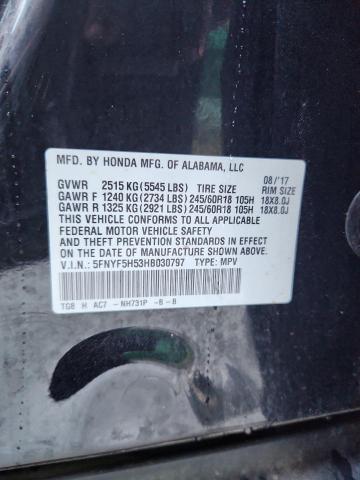 MFD. BY HONDA MFG. OF ALABAMA, LLC
08/'17
GVWR 2515 KG(5545 LBS) TIRE SIZE RIM SIZE
GAWR F 1240 KG(2734 LBS) 245/60R18 105H 18X8.0J
GAWR R 1325 KG(2921 LBS) 245/60R18 105H 18X8.0J
THIS VEHICLE CONFORMS TO ALL APPLICABLE
FEDERAL MOTOR VEHICLE SAFETY
AND THEFT PREVENTION STANDARDS IN EFFECT ON
THE DATE OF MANUFACTURE SHOWN ABOVE.
V.I.N.: 5FNYF5H53HB030797 TYPE: MPV
TG8 H AC7 -NH731P -B -B